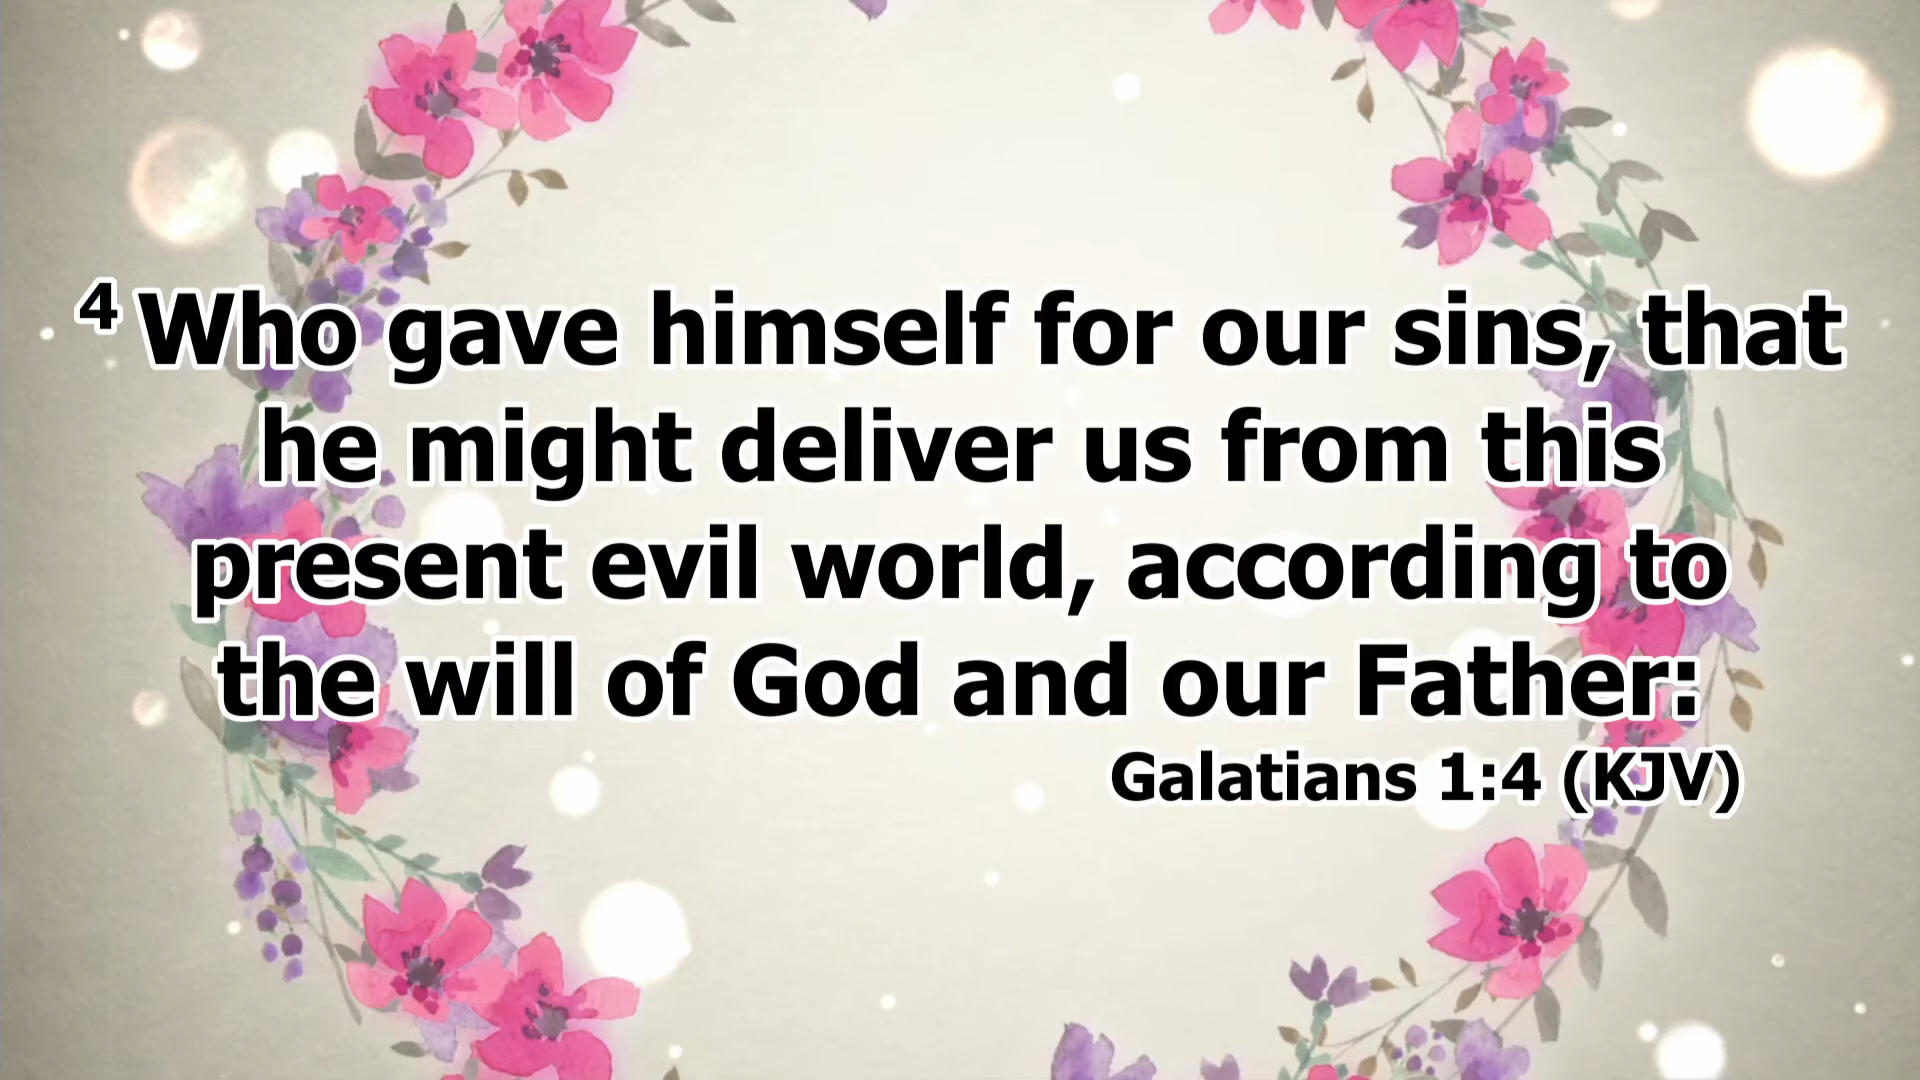 4 Who gave himself for our sins, that
he might deliver us from this
present evil world, according to
the will of God and our Father:
Galatians 1:4 (KJV)